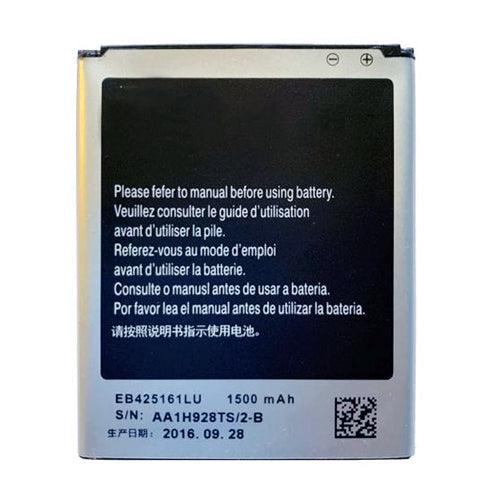 ⊖ ⊕
Please fefer to manual before using battery.
Veuillez consulter le guide d'utilisation
avant d'utiliser la pile.
Referez-vous au mode d'emploi
avant d'utiliser la batterie.
Consulte o manusl antes de usar a bateria.
Por favor lea el manual antes de utilizar la bateria.
请按照说明书指示使用电池。
EB425161LU 1500 mAh
S/N: AA1H928TS/2-B
生产日期: 2016. 09. 28